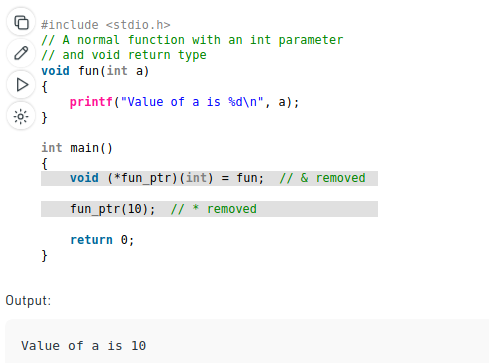 #include <stdio.h>
// A normal function with an int parameter
// and void return type
void fun(int a)
{
    printf("Value of a is %d\n", a);
}

int main()
{
    void (*fun_ptr)(int) = fun;  // & removed

    fun_ptr(10);  // * removed

    return 0;
}
Output:
Value of a is 10